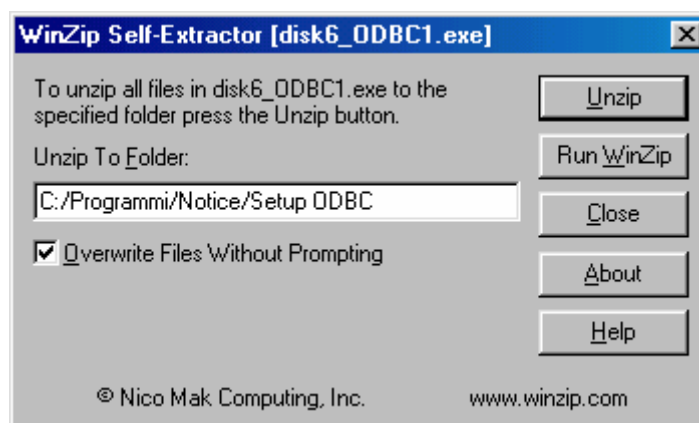 WinZip Self-Extractor [disk6_ODBC1.exe]
To unzip all files in disk6_ODBC1.exe to the
specified folder press the Unzip button.
Unzip To Folder:
C:/Programmi/Notice/Setup ODBC
Overwrite Files Without Prompting
Unzip
Run WinZip
Close
About
Help
© Nico Mak Computing, Inc. www.winzip.com